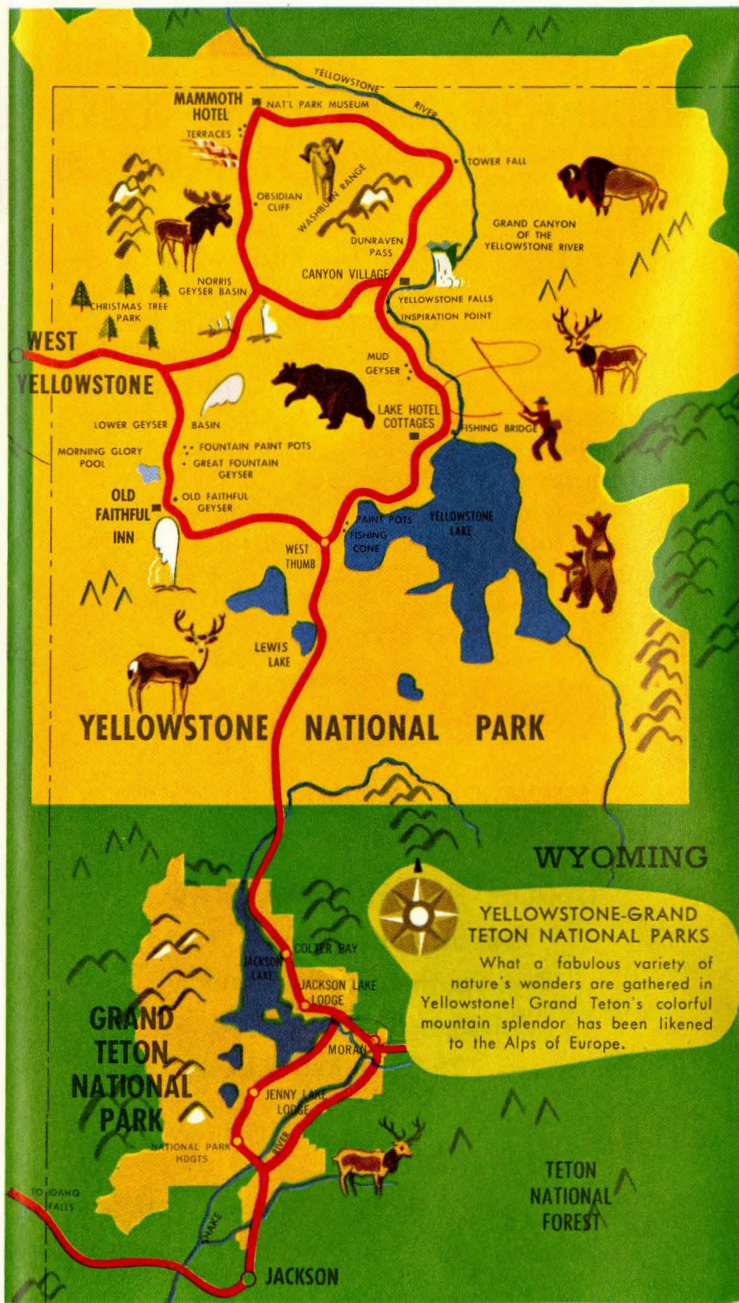 YELLOWSTONE
RIVER
MAMMOTH
HOTEL
NAT'L PARK MUSEUM
TERRACES
TOWER FALL
OBSIDIAN
CLIFF
WASHBURN RANGE
GRAND CANYON
OF THE
YELLOWSTONE RIVER
DUNRAVEN
PASS
CANYON VILLAGE
NORRIS
GEYSER BASIN
YELLOWSTONE FALLS
CHRISTMAS TREE
PARK
INSPIRATION POINT
WEST
YELLOWSTONE
MUD
GEYSER
LAKE HOTEL
COTTAGES
LOWER GEYSER BASIN
FISHING BRIDGE
FOUNTAIN PAINT POTS
MORNING GLORY
POOL
GREAT FOUNTAIN
GEYSER
OLD
FAITHFUL
INN
OLD FAITHFUL
GEYSER
PAINT POTS
FISHING
CONE
YELLOWSTONE
LAKE
WEST
THUMB
LEWIS
LAKE
YELLOWSTONE NATIONAL PARK
WYOMING
YELLOWSTONE-GRAND
TETON NATIONAL PARKS
What a fabulous variety of
nature's wonders are gathered in
Yellowstone! Grand Teton's colorful
mountain splendor has been likened
to the Alps of Europe.
COLTER BAY
JACKSON
LAKE
JACKSON LAKE
LODGE
GRAND
TETON
NATIONAL
PARK
MORAN
JENNY LAKE
LODGE
NATIONAL PARK
HDQTS
RIVER
SNAKE
TETON
NATIONAL
FOREST
TO IDAHO
FALLS
JACKSON